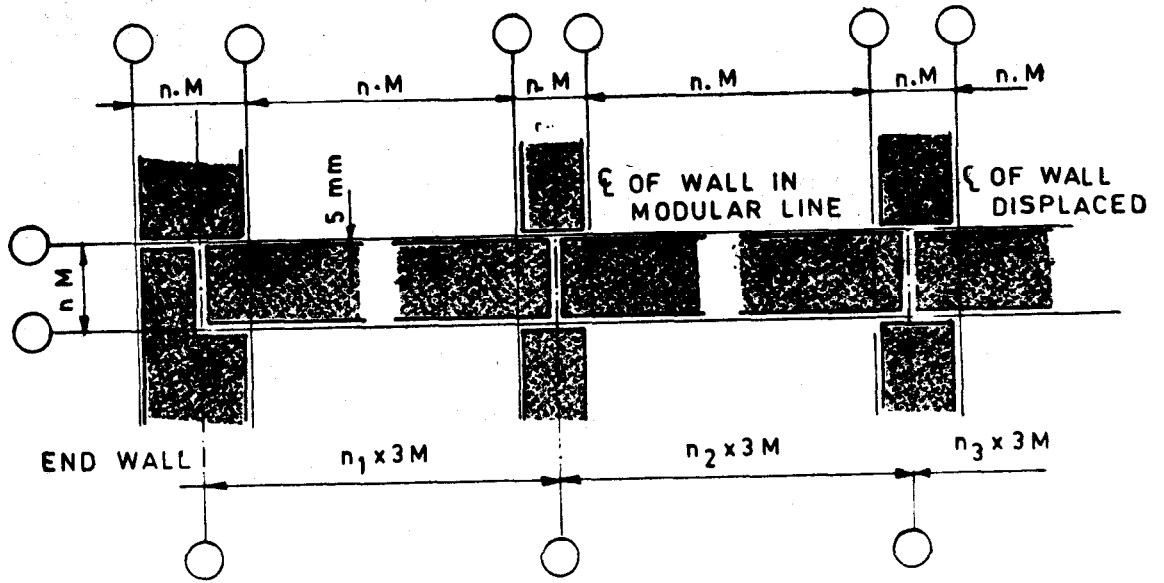 n.M
n.M
n.M
n.M
n.M
n.M
5 mm
℄ OF WALL IN
MODULAR LINE
℄ OF WALL
DISPLACED
n M
END WALL
n₁ x 3M
n₂ x 3M
n₃ x 3M